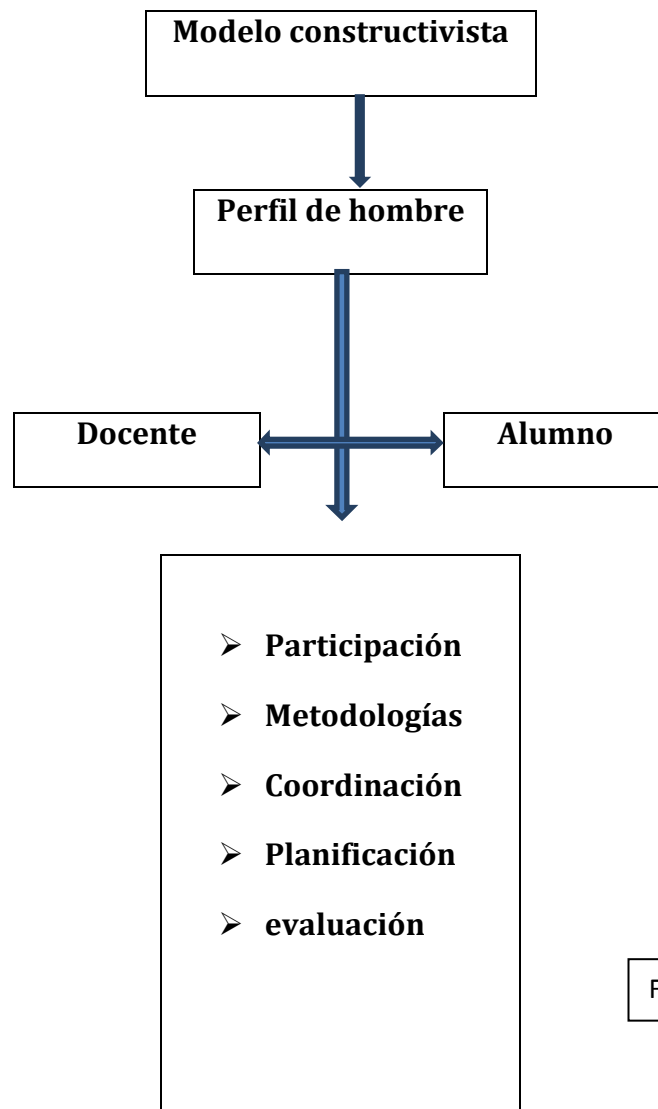 Modelo constructivista
Perfil de hombre
Docente
Alumno
➢ Participación
➢ Metodologías
➢ Coordinación
➢ Planificación
➢ evaluación